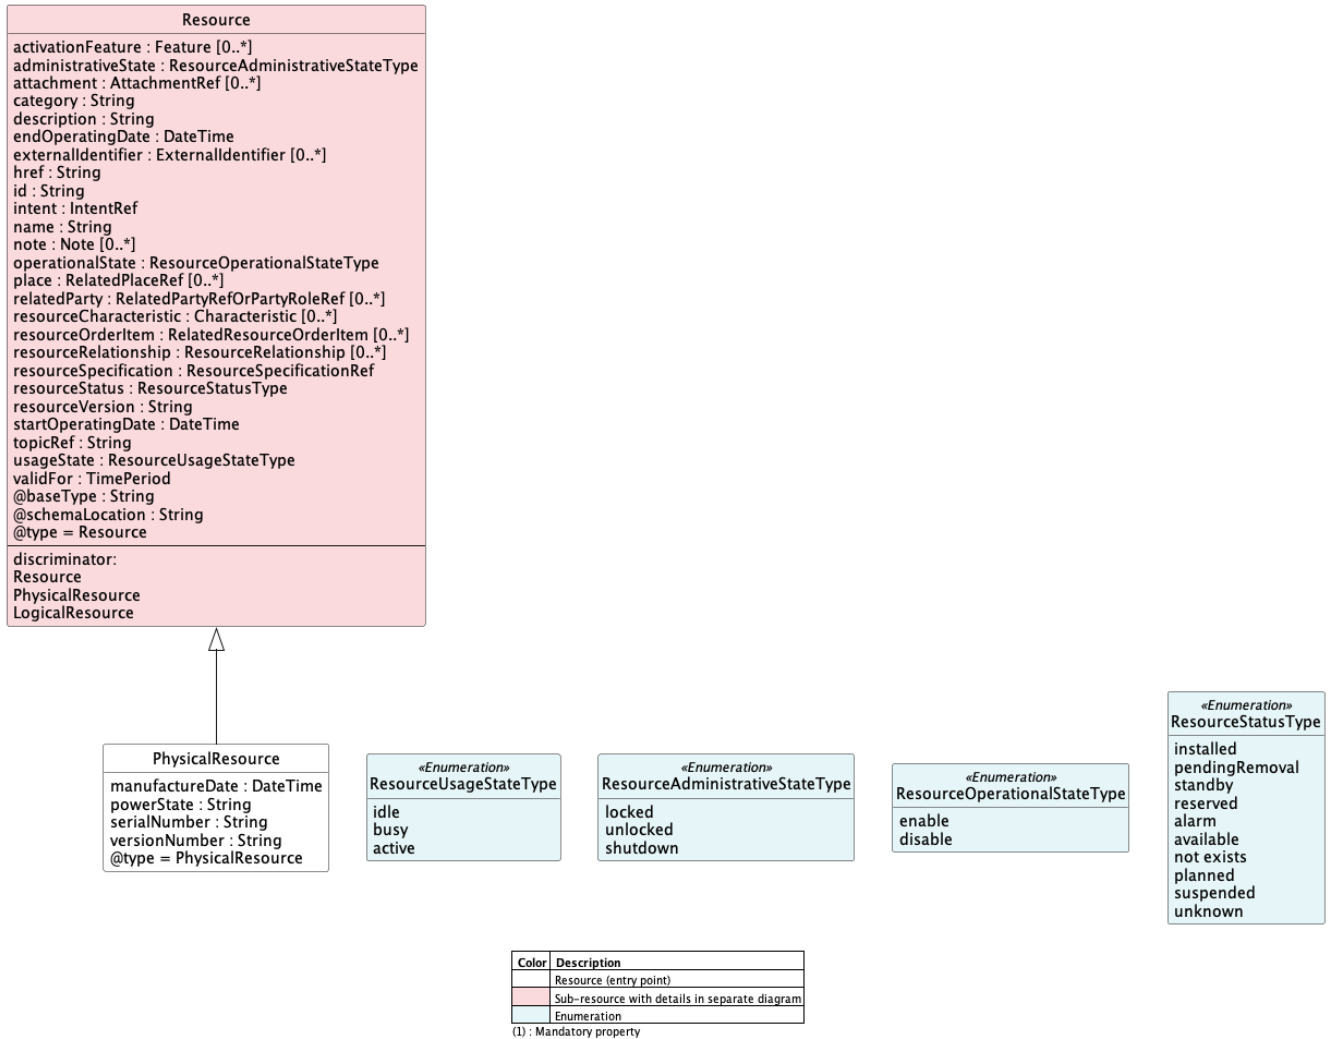 Resource
activationFeature : Feature [0..*]
administrativeState : ResourceAdministrativeStateType
attachment : AttachmentRef [0..*]
category : String
description : String
endOperatingDate : DateTime
externalIdentifier : ExternalIdentifier [0..*]
href : String
id : String
intent : IntentRef
name : String
note : Note [0..*]
operationalState : ResourceOperationalStateType
place : RelatedPlaceRef [0..*]
relatedParty : RelatedPartyRefOrPartyRoleRef [0..*]
resourceCharacteristic : Characteristic [0..*]
resourceOrderItem : RelatedResourceOrderItem [0..*]
resourceRelationship : ResourceRelationship [0..*]
resourceSpecification : ResourceSpecificationRef
resourceStatus : ResourceStatusType
resourceVersion : String
startOperatingDate : DateTime
topicRef : String
usageState : ResourceUsageStateType
validFor : TimePeriod
@baseType : String
@schemaLocation : String
@type = Resource
discriminator:
Resource
PhysicalResource
LogicalResource
PhysicalResource
manufactureDate : DateTime
powerState : String
serialNumber : String
versionNumber : String
@type = PhysicalResource
«Enumeration»
ResourceUsageStateType
idle
busy
active
«Enumeration»
ResourceAdministrativeStateType
locked
unlocked
shutdown
«Enumeration»
ResourceOperationalStateType
enable
disable
«Enumeration»
ResourceStatusType
installed
pendingRemoval
standby
reserved
alarm
available
not exists
planned
suspended
unknown
Color Description
Resource (entry point)
Sub-resource with details in separate diagram
Enumeration
(1) : Mandatory property